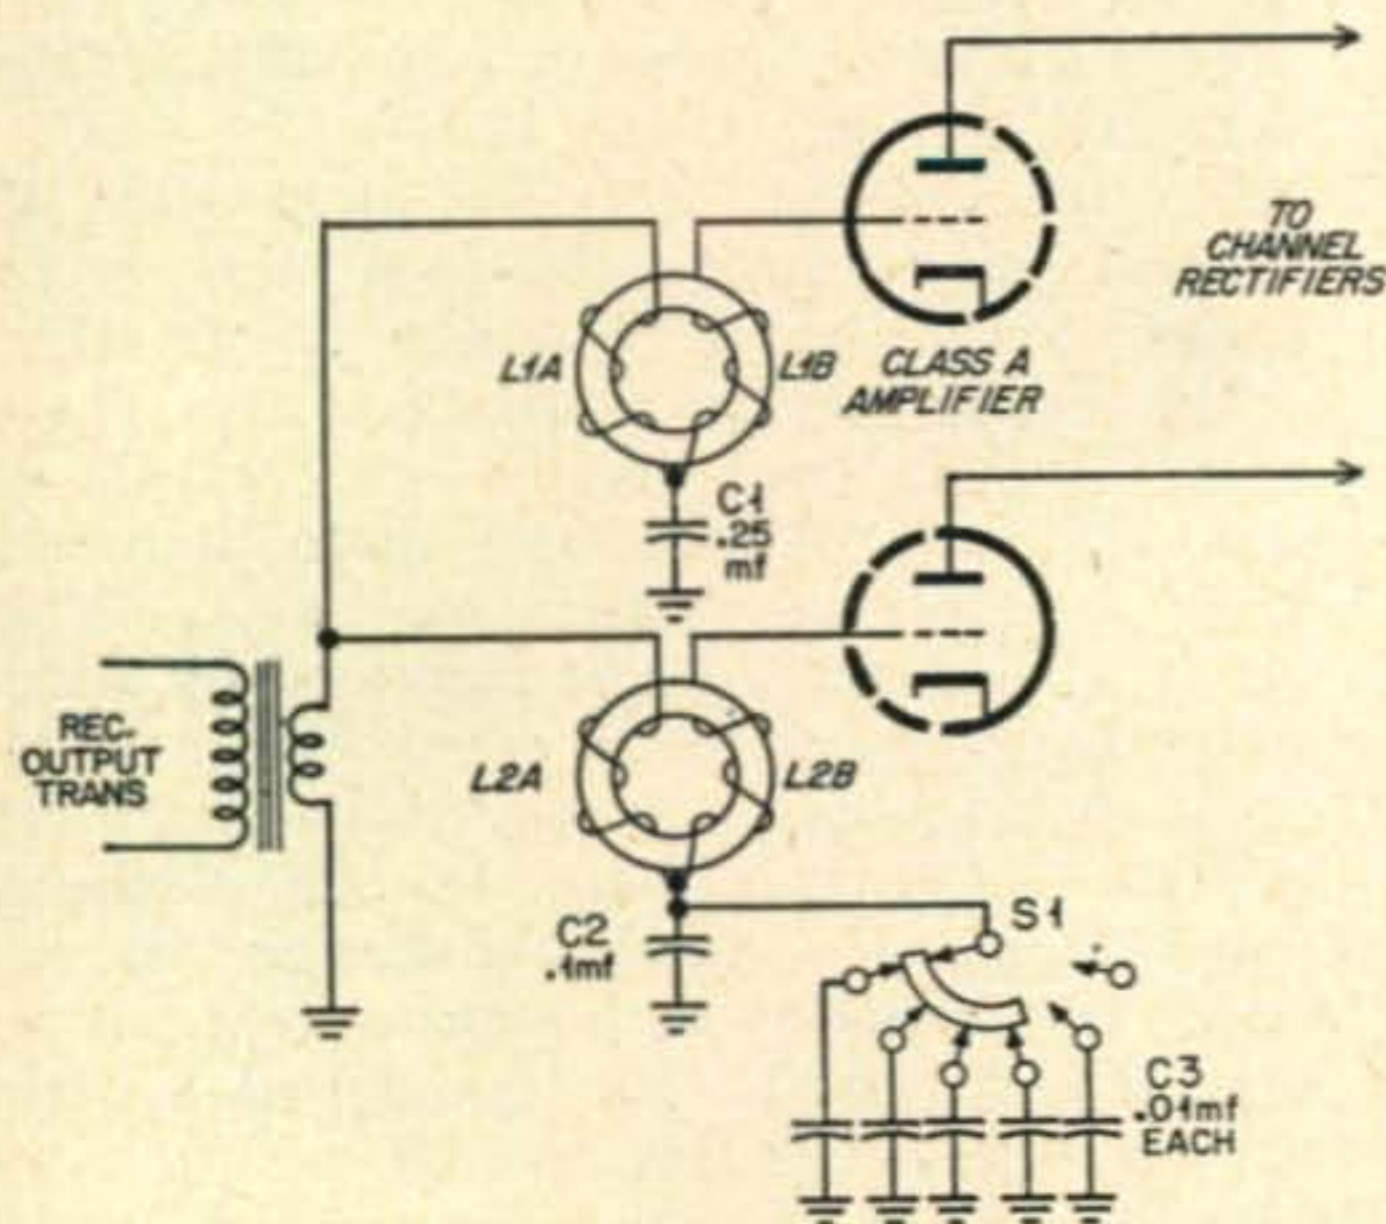 TO
CHANNEL
RECTIFIERS
L1A
L1B
CLASS A
AMPLIFIER
C1
.25
mf
REC.
OUTPUT
TRANS
L2A
L2B
S1
C2
.1mf
C3
.01mf
EACH